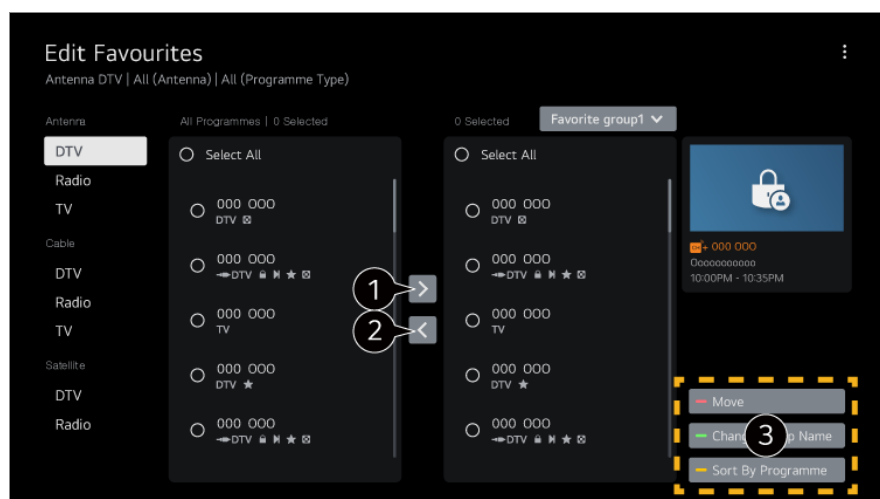 Edit Favourites
Antenna DTV | All (Antenna) | All (Programme Type)
Antenna
DTV
Radio
TV
Cable
DTV
Radio
TV
Satellite
DTV
Radio
All Programmes | 0 Selected
Select All
000 000
DTV
000 000
DTV
000 000
TV
000 000
DTV
000 000
DTV
1
2
0 Selected
Favorite group1
Select All
000 000
DTV
000 000
DTV
000 000
TV
000 000
DTV
000 000
DTV
+ 000 000
Ooooooooooo
10:00PM - 10:35PM
Move
3
Name
Sort By Programme